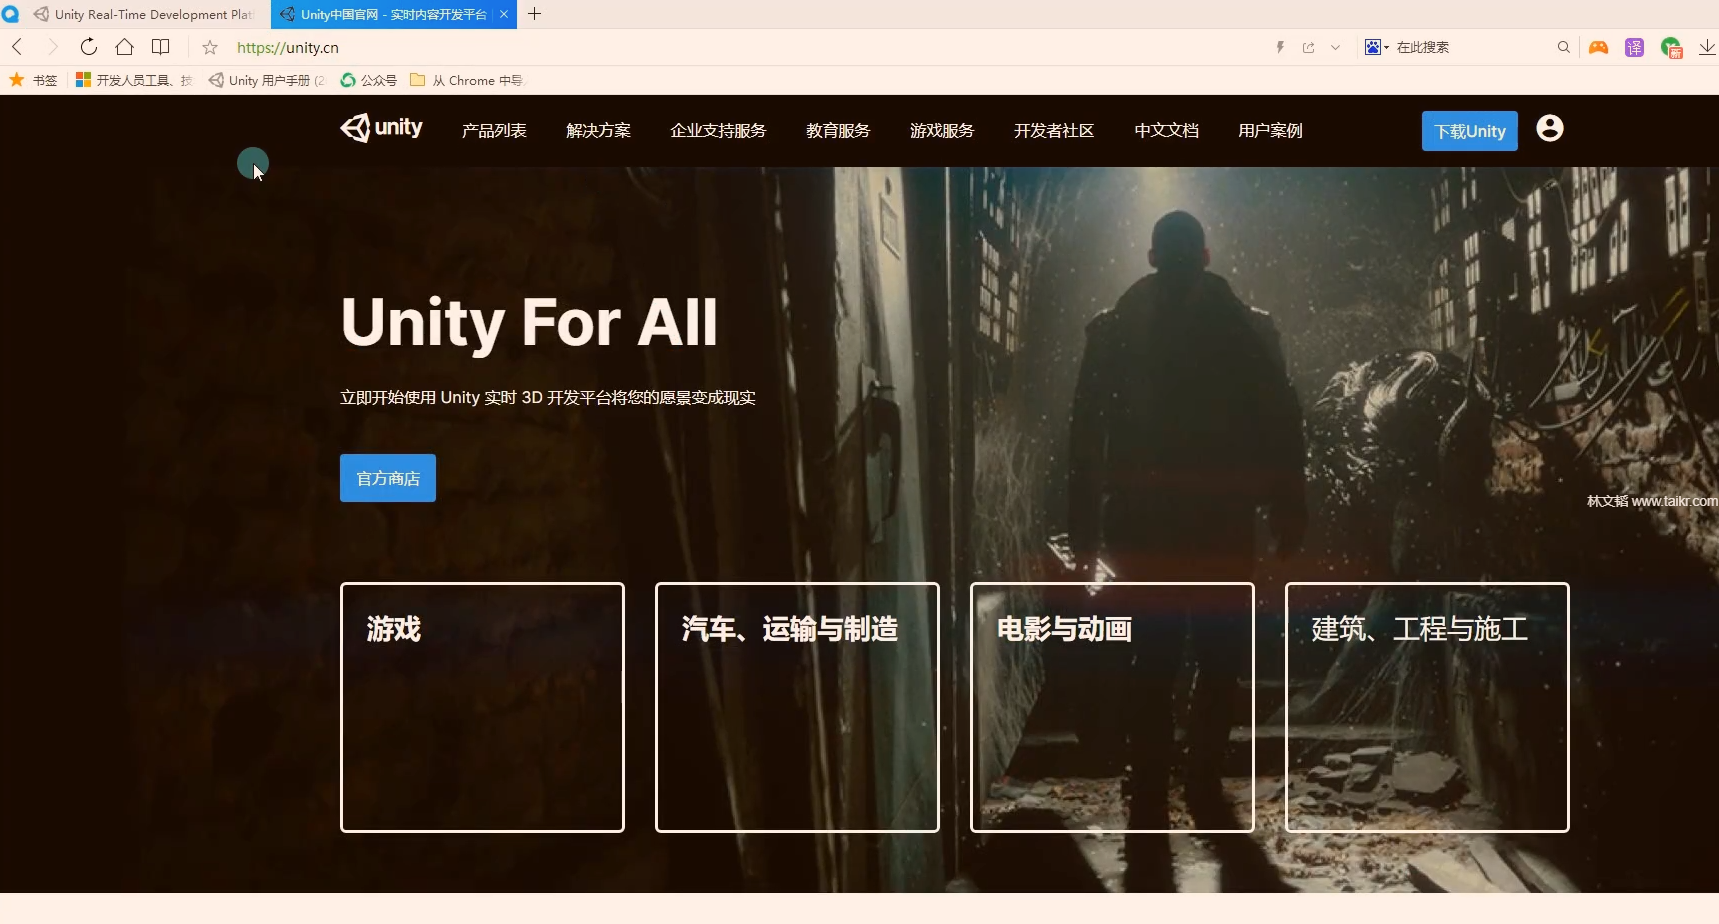 Unity Real-Time Development Plat
Unity中国官网 - 实时内容开发平台
https://unity.cn
在此搜索
译
新
书签
开发人员工具、技
Unity 用户手册 (2
公众号
从 Chrome 中导
unity
产品列表
解决方案
企业支持服务
教育服务
游戏服务
开发者社区
中文文档
用户案例
下载Unity
Unity For All
立即开始使用 Unity 实时 3D 开发平台将您的愿景变成现实
官方商店
林文韬 www.taikr.com
游戏
汽车、运输与制造
电影与动画
建筑、工程与施工